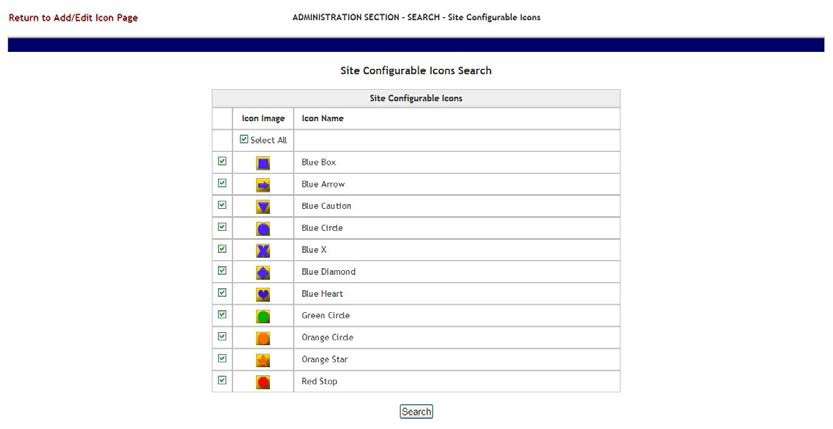 Return to Add/Edit Icon Page
ADMINISTRATION SECTION - SEARCH - Site Configurable Icons
Site Configurable Icons Search
Site Configurable Icons
Icon Image Icon Name
Select All
Blue Box
Blue Arrow
Blue Caution
Blue Circle
Blue X
Blue Diamond
Blue Heart
Green Circle
Orange Circle
Orange Star
Red Stop
Search